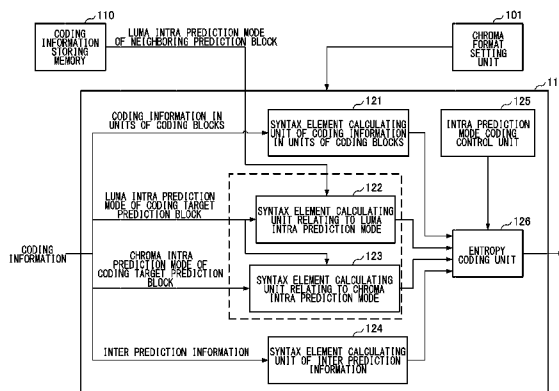 110
CODING
INFORMATION
STORING
MEMORY
LUMA INTRA PREDICTION MODE
OF NEIGHBORING PREDICTION BLOCK
101
CHROMA
FORMAT
SETTING
UNIT
11
CODING INFORMATION IN
UNITS OF CODING BLOCKS
121
SYNTAX ELEMENT CALCULATING
UNIT OF CODING INFORMATION
IN UNITS OF CODING BLOCKS
125
INTRA PREDICTION
MODE CODING
CONTROL UNIT
LUMA INTRA PREDICTION
MODE OF CODING TARGET
PREDICTION BLOCK
122
SYNTAX ELEMENT CALCULATING
UNIT RELATING TO LUMA
INTRA PREDICTION MODE
126
ENTROPY
CODING UNIT
CODING
INFORMATION
CHROMA INTRA
PREDICTION MODE OF
CODING TARGET PREDICTION
BLOCK
123
SYNTAX ELEMENT CALCULATING
UNIT RELATING TO CHROMA
INTRA PREDICTION MODE
124
INTER PREDICTION INFORMATION
SYNTAX ELEMENT CALCULATING
UNIT OF INTER PREDICTION
INFORMATION